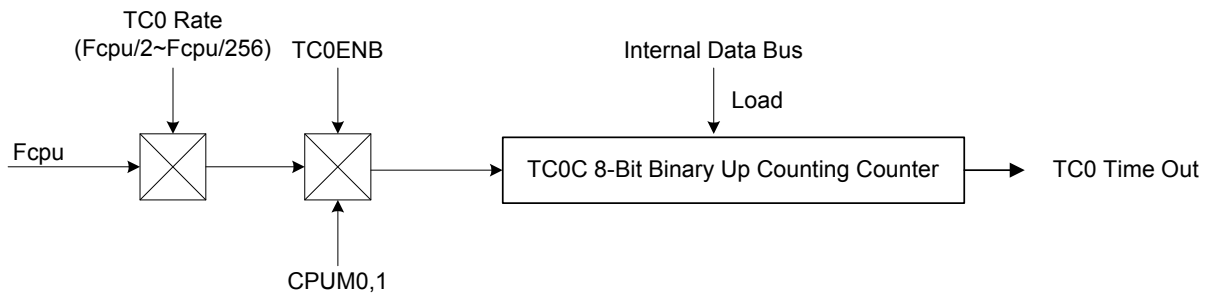 TC0 Rate
(Fcpu/2~Fcpu/256)
TC0ENB
Internal Data Bus
Load
Fcpu
TC0C 8-Bit Binary Up Counting Counter
TC0 Time Out
CPUM0,1